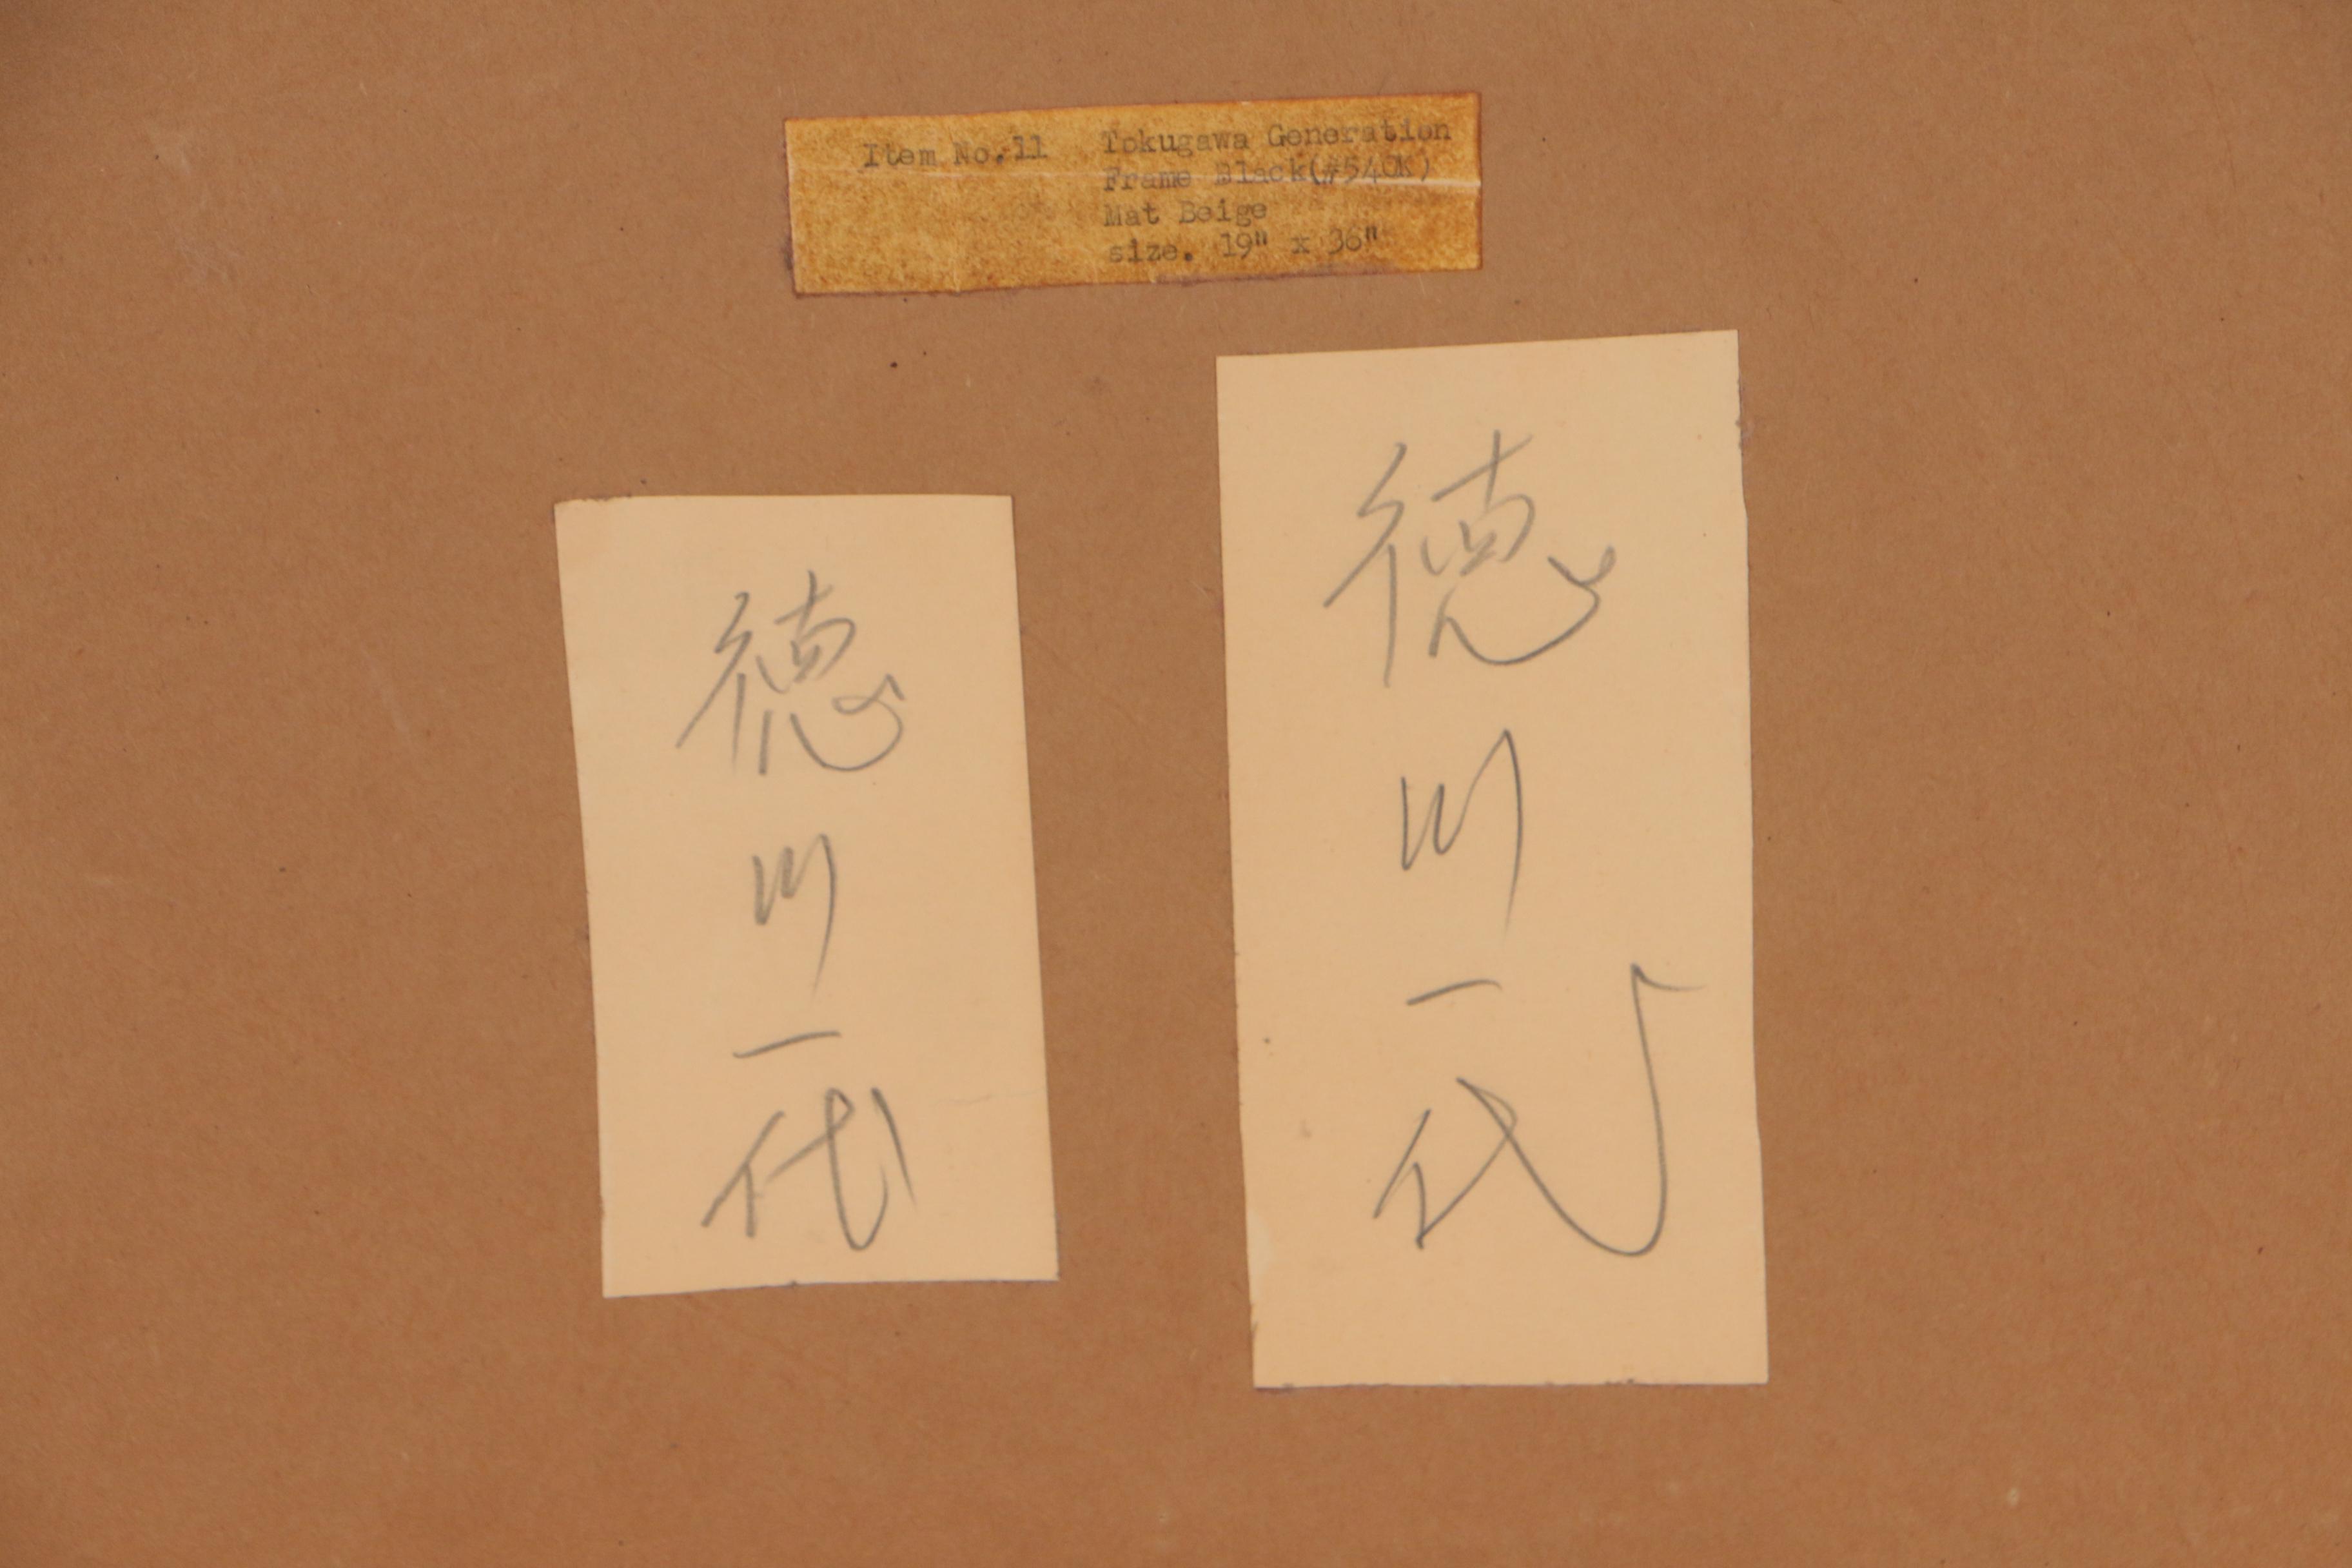 Item No. 11 Tokugawa Generation
Frame Black(#540K)
Mat Beige
size. 19" x 36"
徳川一代
徳川一代